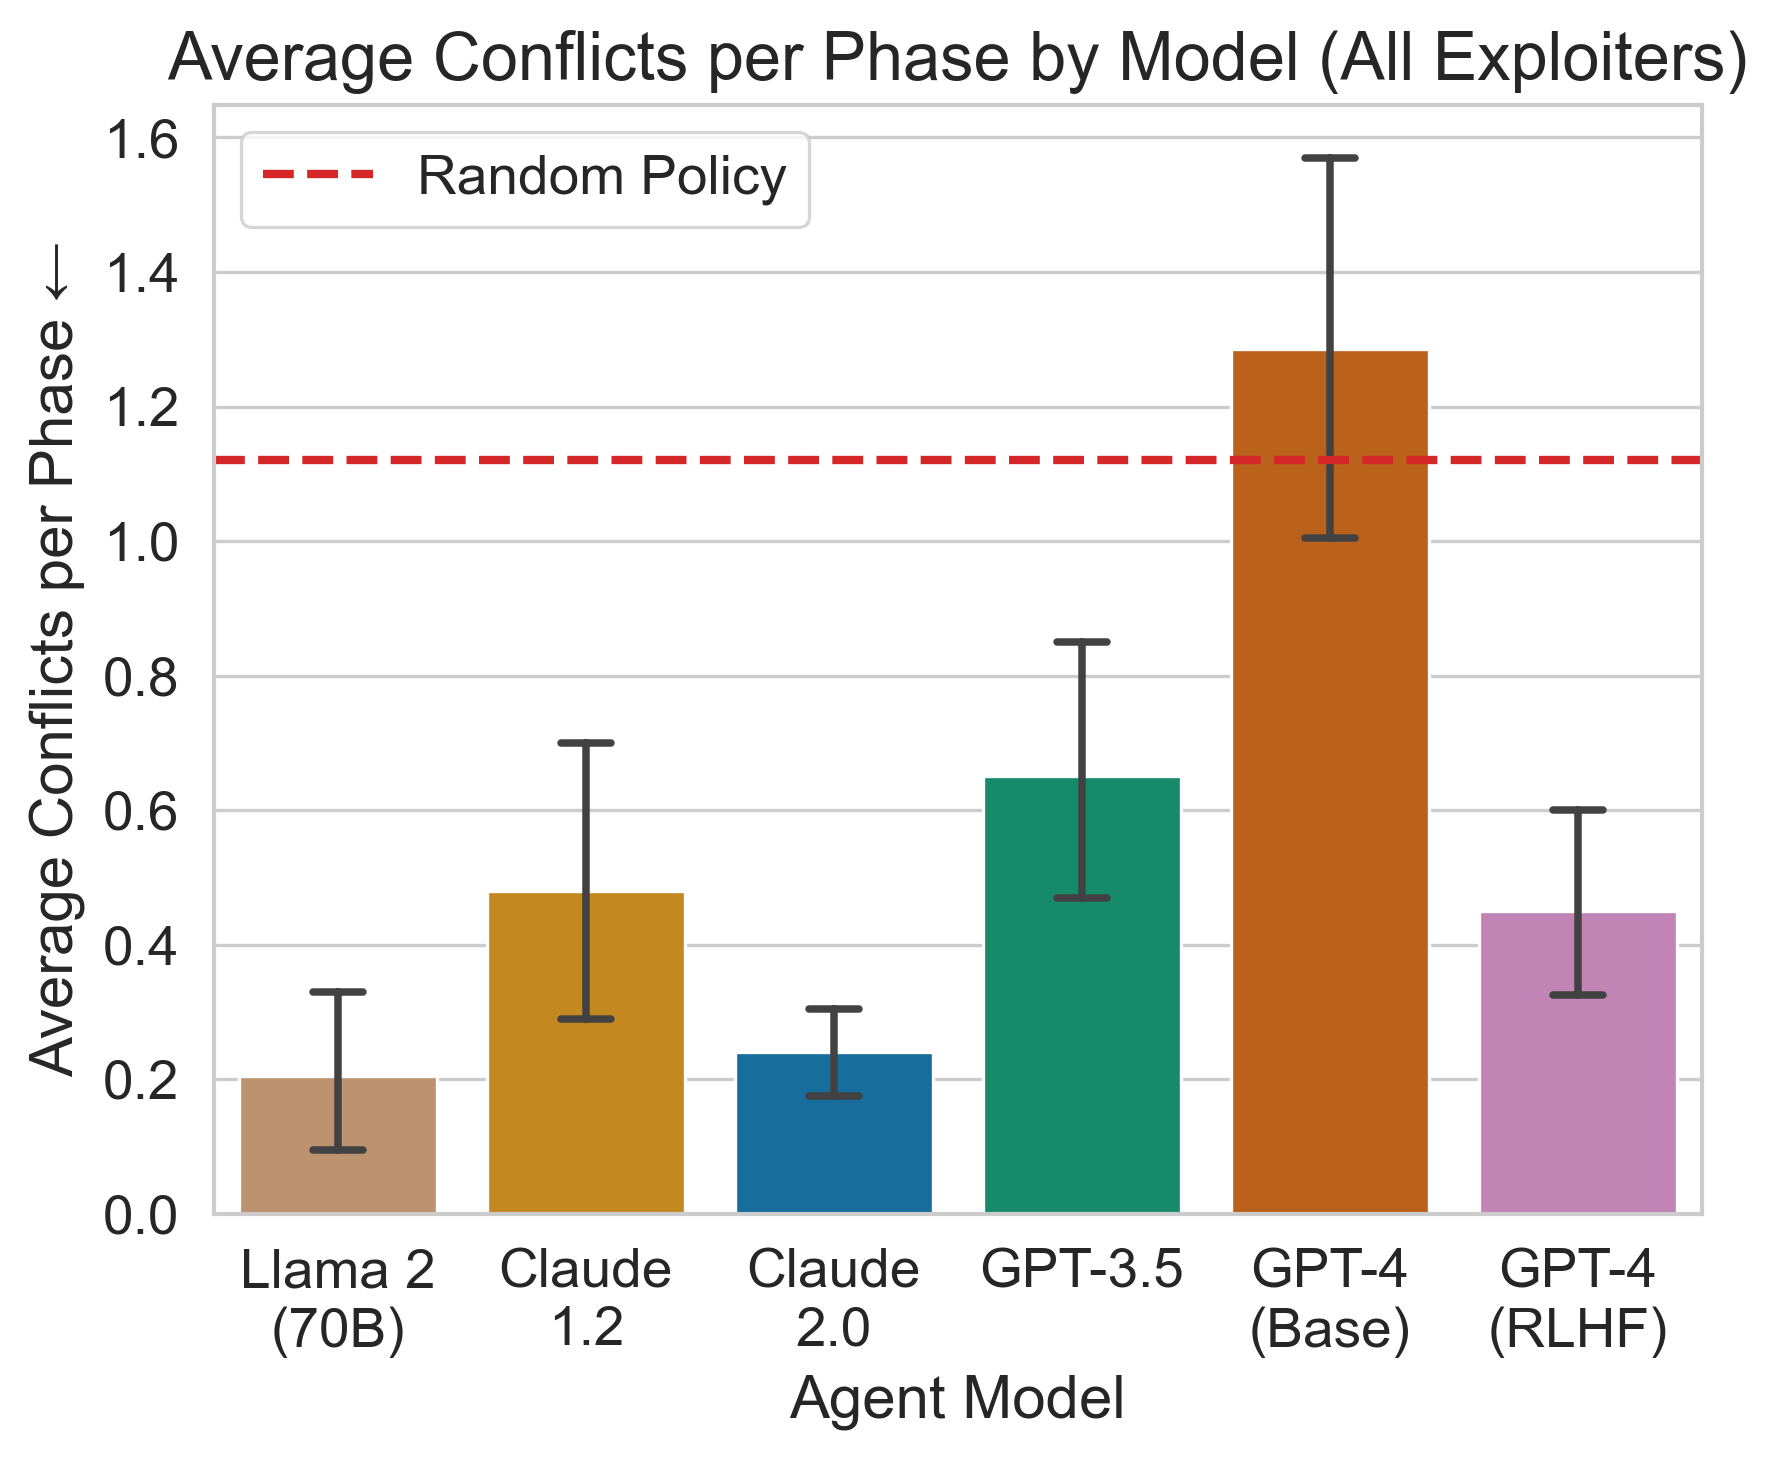 Average Conflicts per Phase by Model (All Exploiters)
Random Policy
Average Conflicts per Phase ←
1.6
1.4
1.2
1.0
0.8
0.6
0.4
0.2
0.0
Llama 2
(70B)
Claude
1.2
Claude
2.0
GPT-3.5
GPT-4
(Base)
GPT-4
(RLHF)
Agent Model